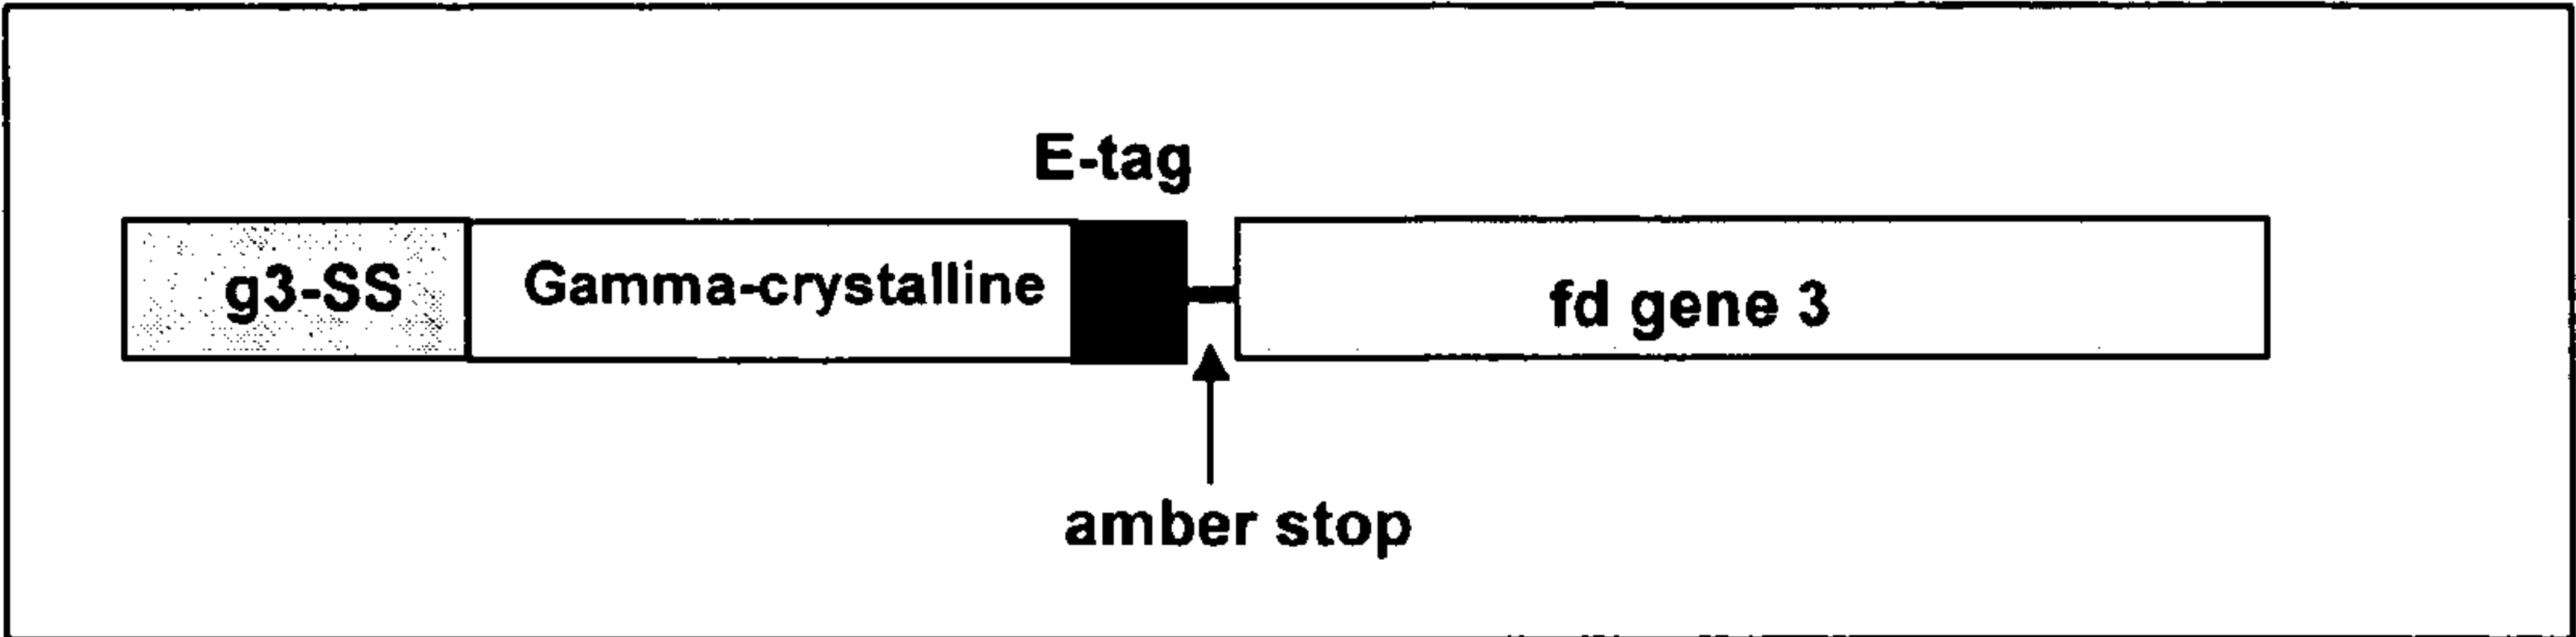 E-tag
g3-SS
Gamma-crystalline
fd gene 3
amber stop